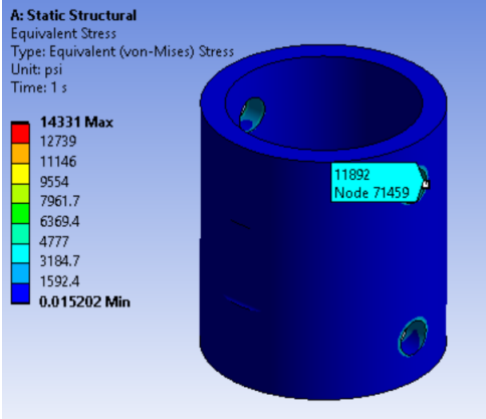 A: Static Structural
Equivalent Stress
Type: Equivalent (von-Mises) Stress
Unit: psi
Time: 1 s
14331 Max
12739
11146
9554
7961.7
6369.4
4777
3184.7
1592.4
0.015202 Min
11892
Node 71459